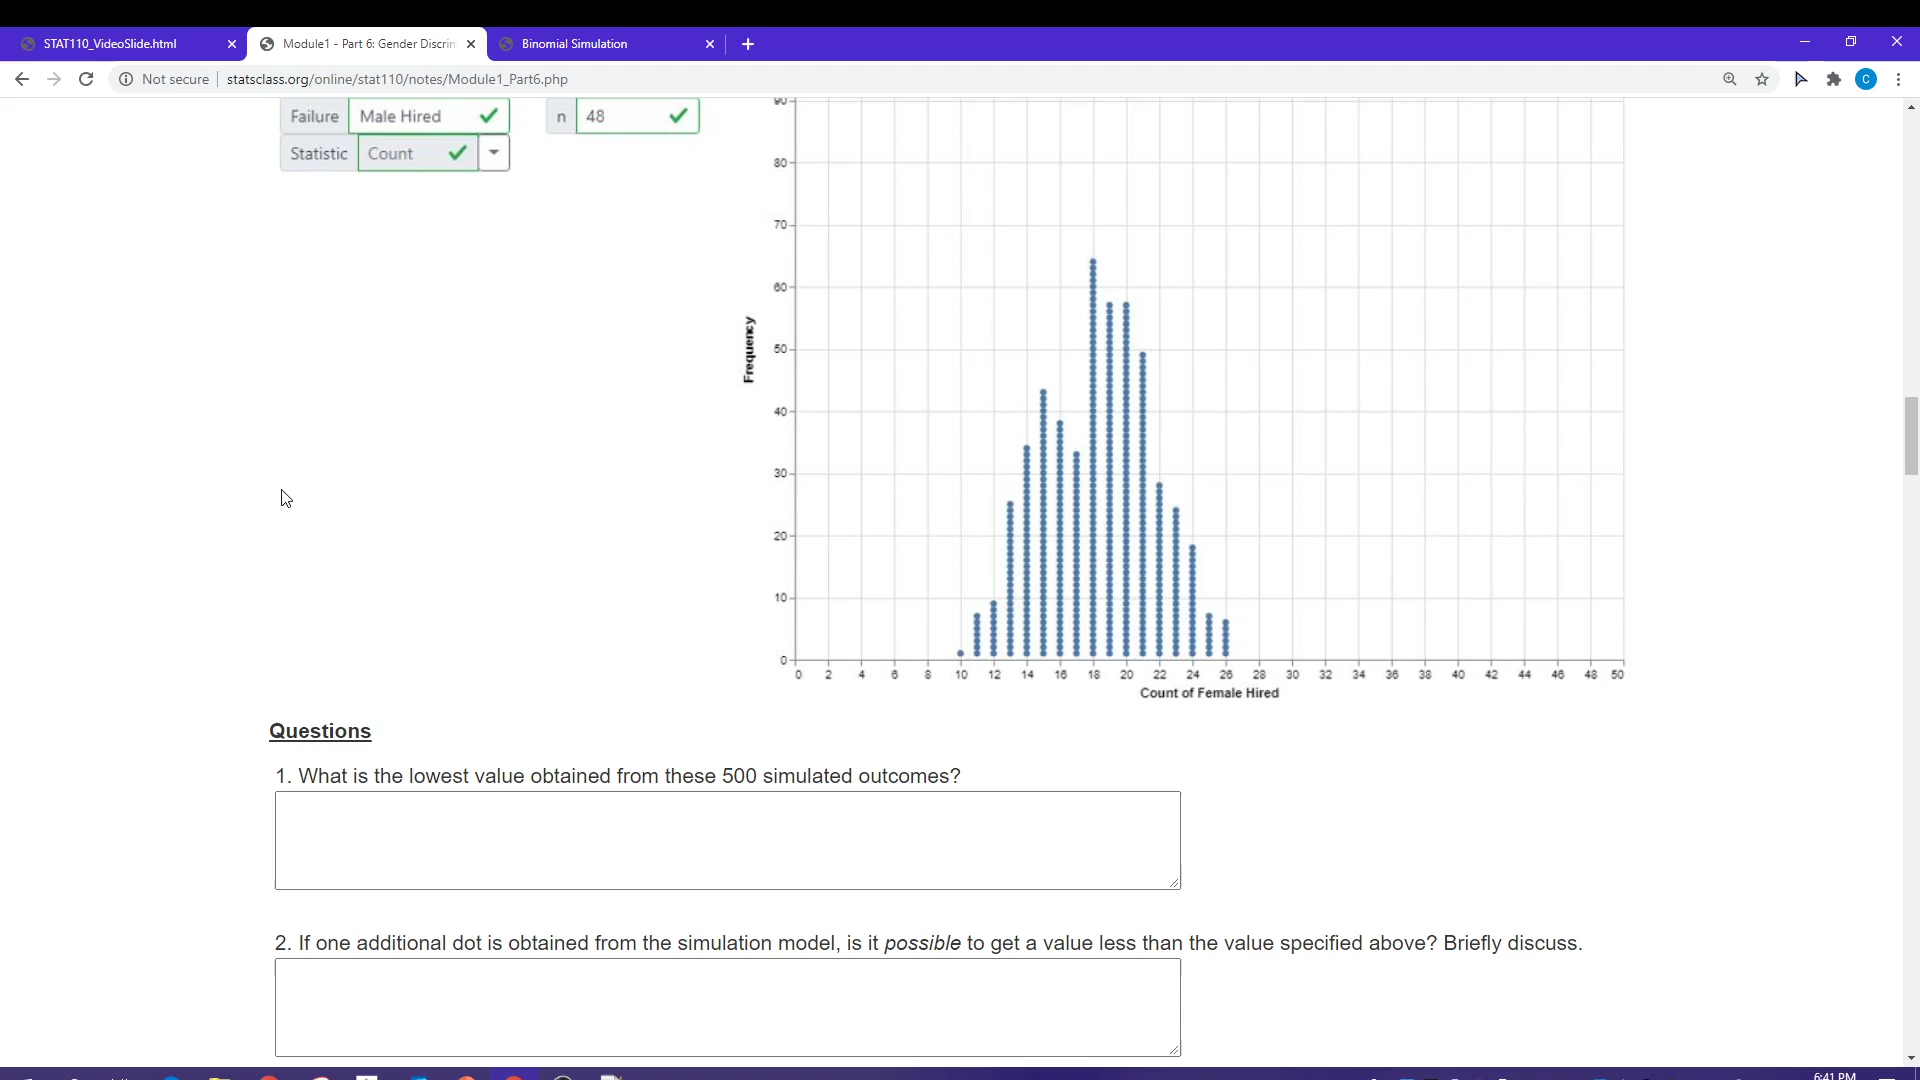 STAT110_VideoSlide.html
Module1 - Part 6: Gender Discrim
Binomial Simulation
Not secure
statsclass.org/online/stat110/notes/Module1_Part6.php
C
Failure Male Hired
n 48
Statistic Count
90
80
70
60
50
40
30
20
10
0
Frequency
0 2 4 6 8 10 12 14 16 18 20 22 24 26 28 30 32 34 36 38 40 42 44 46 48 50
Count of Female Hired
Questions
1. What is the lowest value obtained from these 500 simulated outcomes?
2. If one additional dot is obtained from the simulation model, is it possible to get a value less than the value specified above? Briefly discuss.
6:41 PM